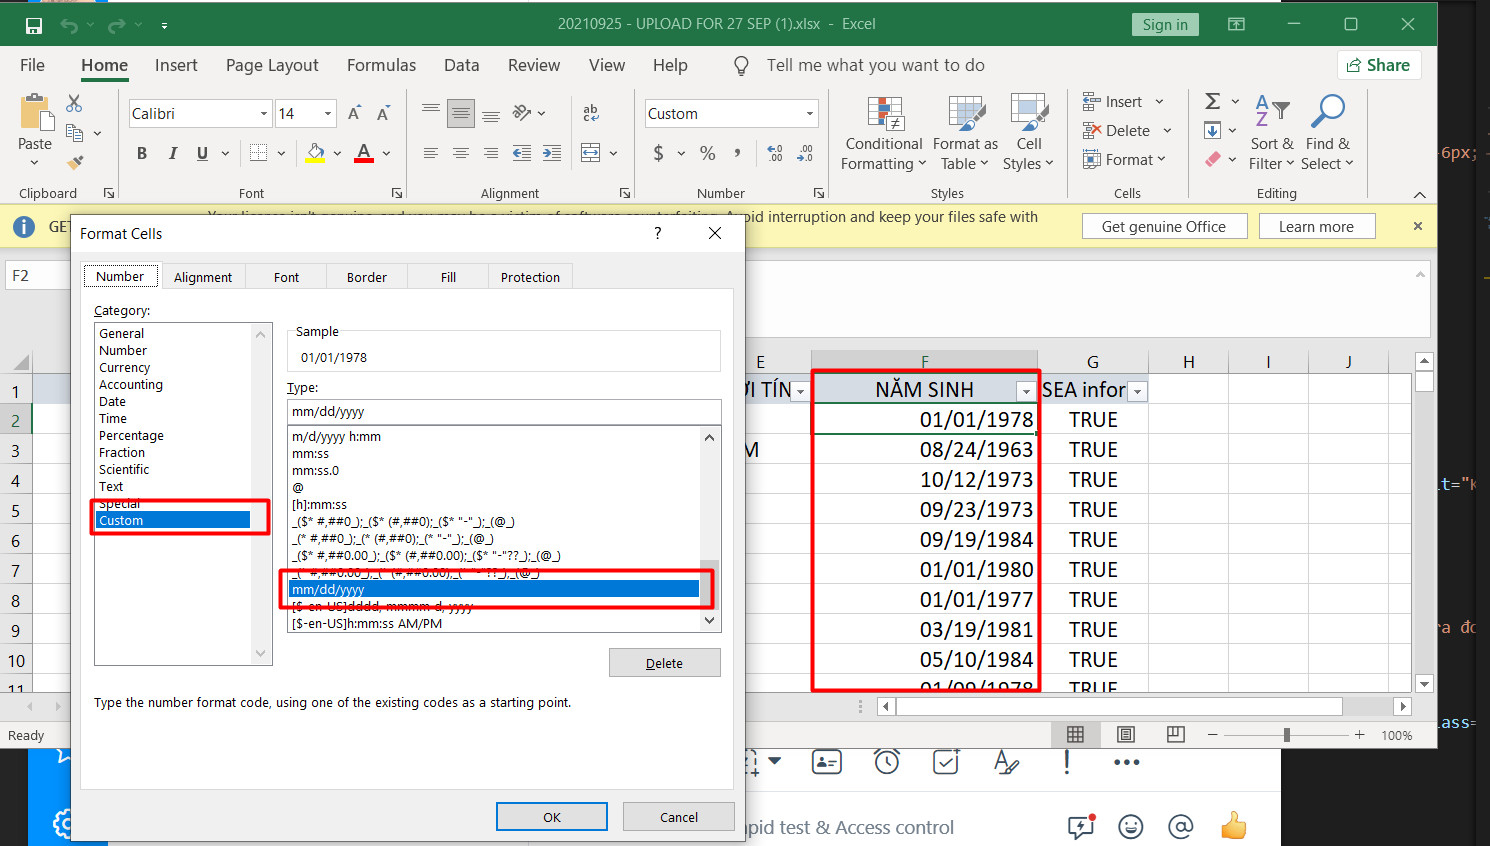 20210925 - UPLOAD FOR 27 SEP (1).xlsx - Excel
Sign in
File Home Insert Page Layout Formulas Data Review View Help Tell me what you want to do Share
Paste
Calibri 14
B I U
ab
Custom
$ % ,
Conditional Formatting
Format as Table
Cell Styles
Insert
Delete
Format
Sort & Filter
Find & Select
Clipboard Font Alignment Number Styles Cells Editing
GET
Your license isn't genuine, and you may be a victim of software counterfeiting. Avoid interruption and keep your files safe with
Get genuine Office
Learn more
F2
Format Cells
Number Alignment Font Border Fill Protection
Category:
General
Number
Currency
Accounting
Date
Time
Percentage
Fraction
Scientific
Text
Special
Custom
Sample
01/01/1978
Type:
mm/dd/yyyy
m/d/yyyy h:mm
mm:ss
mm:ss.0
@
[h]:mm:ss
_($* #,##0_);_($* (#,##0);_($* "-"_);_(@_)
_(* #,##0_);_(* (#,##0);_(* "-"_);_(@_)
_($* #,##0.00_);_($* (#,##0.00);_($* "-"??_);_(@_)
_(* #,##0.00_);_(* (#,##0.00);_(* "-"??_);_(@_)
mm/dd/yyyy
[$-en-US]dddd, mmmm d, yyyy
[$-en-US]h:mm:ss AM/PM
Delete
Type the number format code, using one of the existing codes as a starting point.
OK
Cancel
E F G H I J
1 ỚI TÍN NĂM SINH SEA infor
2 01/01/1978 TRUE
3 M 08/24/1963 TRUE
4 10/12/1973 TRUE
5 09/23/1973 TRUE
6 09/19/1984 TRUE
7 01/01/1980 TRUE
8 01/01/1977 TRUE
9 03/19/1981 TRUE
10 05/10/1984 TRUE
11 01/09/1978 TRUE
Ready
100%
pid test & Access control
-6px;
it="K
ra đo
lass=